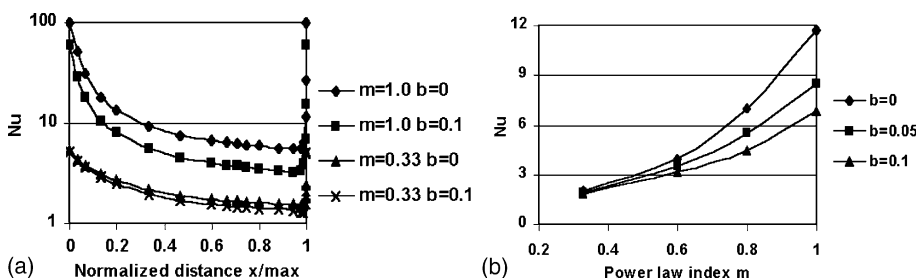 (a)
Nu
100
10
1
0 0.2 0.4 0.6 0.8 1
Normalized distance x/max
m=1.0 b=0
m=1.0 b=0.1
m=0.33 b=0
m=0.33 b=0.1
(b)
Nu
12
9
6
3
0
0.2 0.4 0.6 0.8 1
Power law index m
b=0
b=0.05
b=0.1